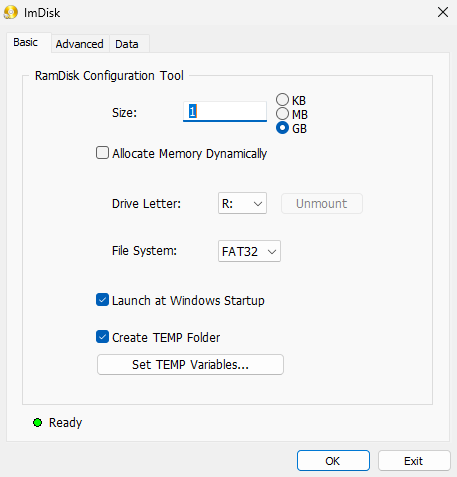 ImDisk
Basic Advanced Data
RamDisk Configuration Tool
Size: 1
KB
MB
GB
Allocate Memory Dynamically
Drive Letter: R: Unmount
File System: FAT32
Launch at Windows Startup
Create TEMP Folder
Set TEMP Variables...
Ready
OK Exit